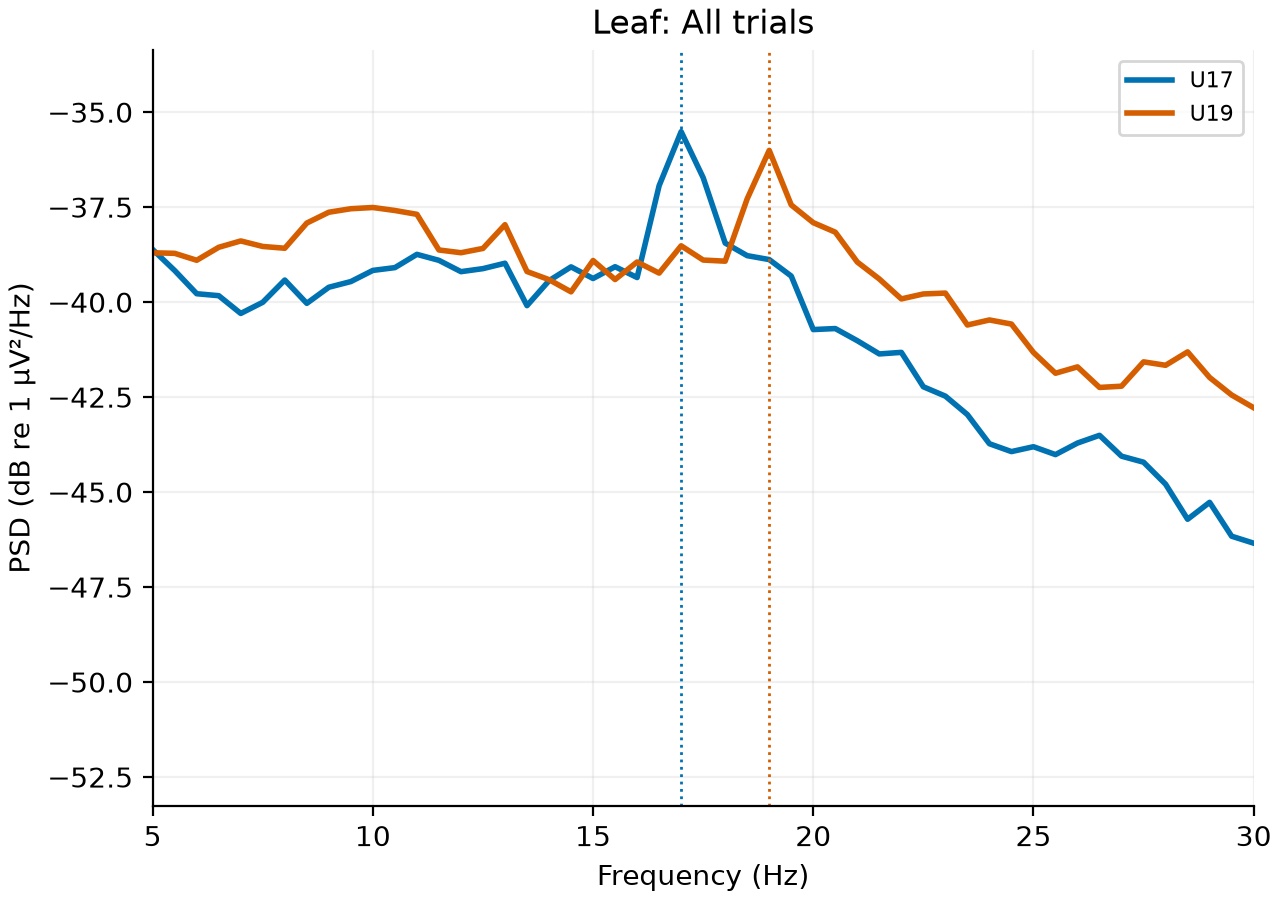 Leaf: All trials
U17
U19
PSD (dB re 1 µV²/Hz)
−35.0
−37.5
−40.0
−42.5
−45.0
−47.5
−50.0
−52.5
5 10 15 20 25 30
Frequency (Hz)